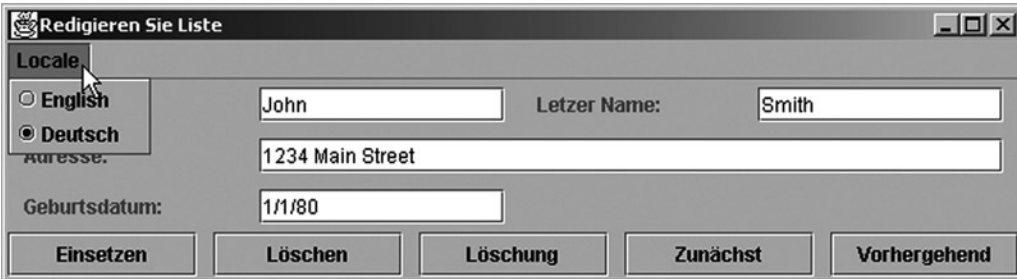 Redigieren Sie Liste
Locale
English
John Letzer Name: Smith
Deutsch
Adresse: 1234 Main Street
Geburtsdatum: 1/1/80
Einsetzen Löschen Löschung Zunächst Vorhergehend